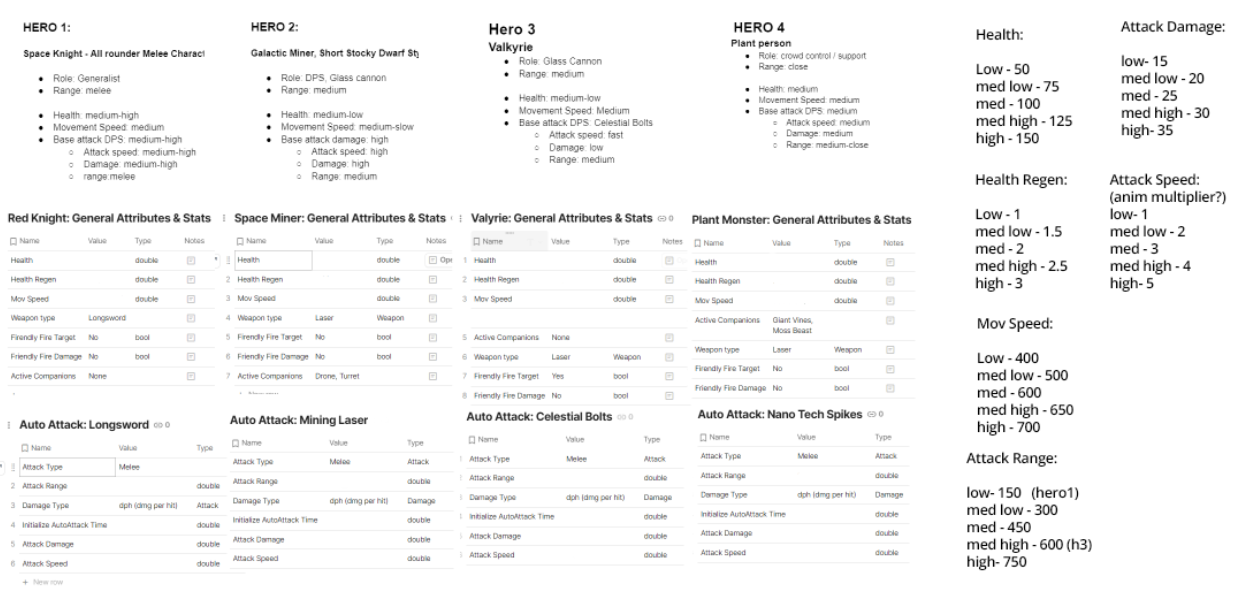 HERO 1:
Space Knight - All rounder Melee Charact
• Role: Generalist
• Range: melee
• Health: medium-high
• Movement Speed: medium
• Base attack DPS: medium-high
○ Attack speed: medium-high
○ Damage: medium-high
○ range:melee
HERO 2:
Galactic Miner, Short Stocky Dwarf Sty
• Role: DPS, Glass cannon
• Range: medium
• Health: medium-low
• Movement Speed: medium-slow
• Base attack damage: high
○ Attack speed: medium
○ Damage: high
○ Range: medium
Hero 3
Valkyrie
• Role: Glass Cannon
• Range: medium
• Health: medium-low
• Movement Speed: Medium
• Base attack DPS: Celestial Bolts
○ Attack speed: fast
○ Damage: low
○ Range: medium
HERO 4
Plant person
• Role: crowd control / support
• Range: close
• Health: medium
• Movement Speed: medium
• Base attack DPS: medium
○ Attack speed: medium
○ Damage: medium
○ Range: medium-close
Red Knight: General Attributes & Stats
Name Value Type Notes
Health double
Health Regen double
Mov Speed double
Weapon type Longsword
Firendly Fire Target No bool
Friendly Fire Damage No bool
Active Companions None
Space Miner: General Attributes & Stats
Name Value Type Notes
Health double Ope
2 Health Regen double
3 Mov Speed double
4 Weapon type Laser Weapon
5 Firendly Fire Target No bool
6 Friendly Fire Damage No bool
7 Active Companions Drone, Turret
Valyrie: General Attributes & Stats 0
Name Value Type Notes
1 Health double
2 Health Regen double
3 Mov Speed double
5 Active Companions None
6 Weapon type Laser Weapon
7 Firendly Fire Target Yes bool
8 Friendly Fire Damage No bool
Plant Monster: General Attributes & Stats
Name Value Type Notes
Health double
Health Regen double
Mov Speed double
Active Companions Giant Vines,
Moss Beast
Weapon type Laser Weapon
Firendly Fire Target No bool
Friendly Fire Damage No bool
Auto Attack: Longsword 0
Name Value Type
Attack Type Melee
2 Attack Range double
3 Damage Type dph (dmg per hit) Attack
4 Initialize AutoAttack Time double
5 Attack Damage double
6 Attack Speed double
+ New row
Auto Attack: Mining Laser
Name Value Type
Attack Type Melee Attack
Attack Range double
Damage Type dph (dmg per hit) Damage
Initialize AutoAttack Time double
Attack Damage double
Attack Speed double
Auto Attack: Celestial Bolts 0
Name Value Type
Attack Type Melee Attack
Attack Range double
Damage Type dph (dmg per hit) Damage
Initialize AutoAttack Time double
Attack Damage double
Attack Speed double
Auto Attack: Nano Tech Spikes 0
Name Value Type
Attack Type Melee Attack
Attack Range double
Damage Type dph (dmg per hit) Damage
Initialize AutoAttack Time double
Attack Damage double
Attack Speed double
Health:
Low - 50
med low - 75
med - 100
med high - 125
high - 150
Attack Damage:
low- 15
med low - 20
med - 25
med high - 30
high- 35
Health Regen:
Low - 1
med low - 1.5
med - 2
med high - 2.5
high - 3
Attack Speed:
(anim multiplier?)
low- 1
med low - 2
med - 3
med high - 4
high- 5
Mov Speed:
Low - 400
med low - 500
med - 600
med high - 650
high - 700
Attack Range:
low- 150 (hero1)
med low - 300
med - 450
med high - 600 (h3)
high- 750